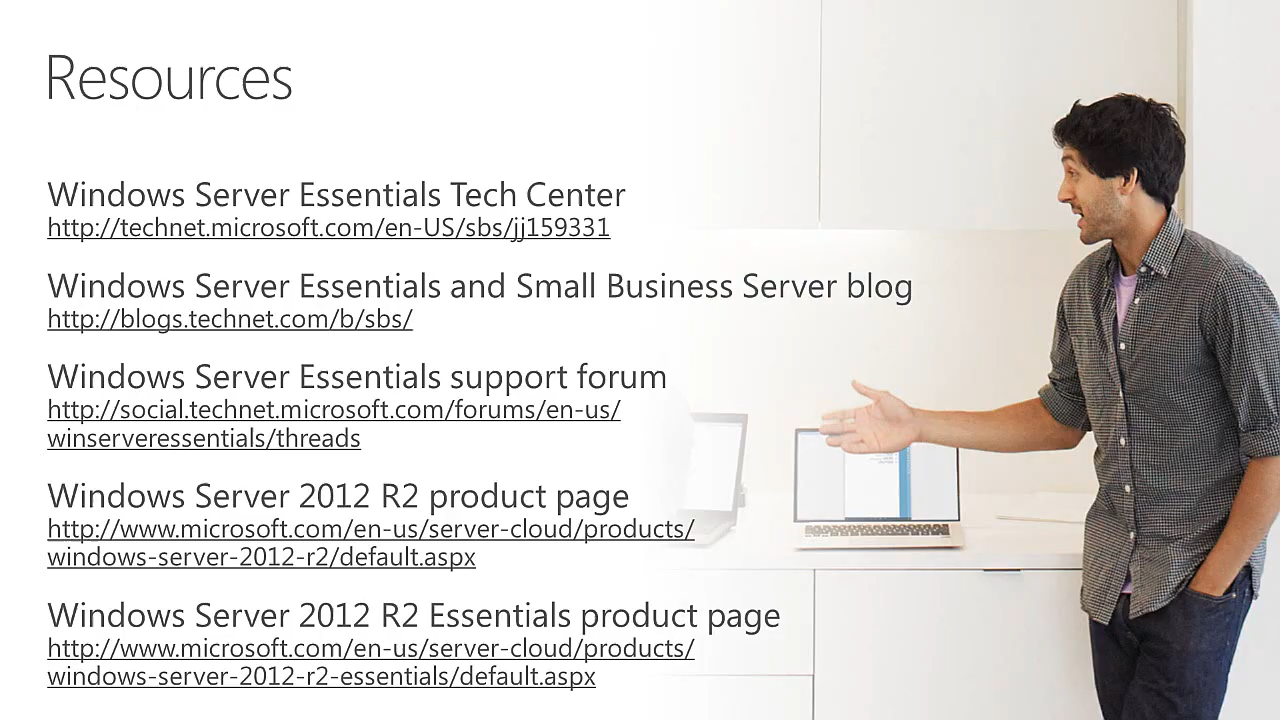 Resources
Windows Server Essentials Tech Center
http://technet.microsoft.com/en-US/sbs/jj159331
Windows Server Essentials and Small Business Server blog
http://blogs.technet.com/b/sbs/
Windows Server Essentials support forum
http://social.technet.microsoft.com/forums/en-us/
winserveressentials/threads
Windows Server 2012 R2 product page
http://www.microsoft.com/en-us/server-cloud/products/
windows-server-2012-r2/default.aspx
Windows Server 2012 R2 Essentials product page
http://www.microsoft.com/en-us/server-cloud/products/
windows-server-2012-r2-essentials/default.aspx